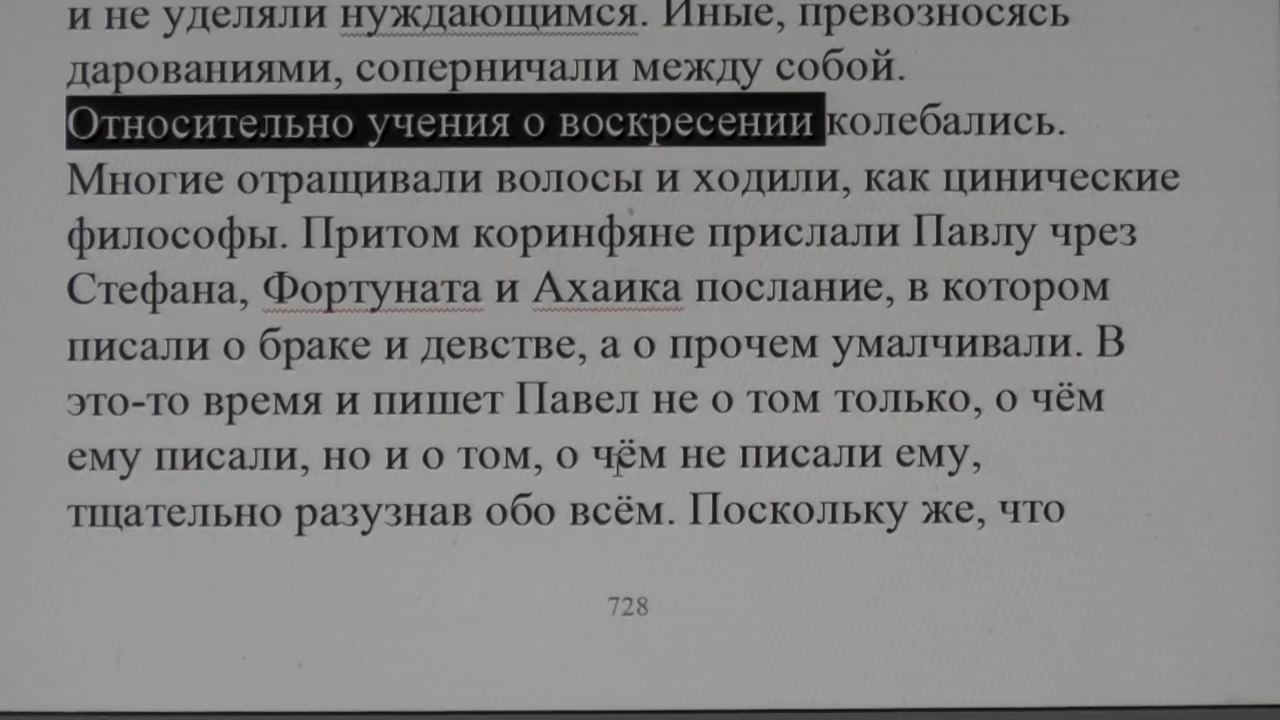 и не уделяли нуждающимся. Иные, превозносясь
дарованиями, соперничали между собой.
Относительно учения о воскресении колебались.
Многие отращивали волосы и ходили, как цинические
философы. Притом коринфяне прислали Павлу чрез
Стефана, Фортуната и Ахаика послание, в котором
писали о браке и девстве, а о прочем умалчивали. В
это-то время и пишет Павел не о том только, о чём
ему писали, но и о том, о чём не писали ему,
тщательно разузнав обо всём. Поскольку же, что
728